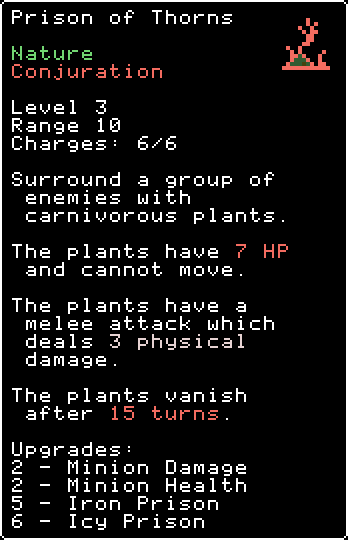 Prison of Thorns
Nature
Conjuration
Level 3
Range 10
Charges: 6/6
Surround a group of
enemies with
carnivorous plants.
The plants have 7 HP
and cannot move.
The plants have a
melee attack which
deals 3 physical
damage.
The plants vanish
after 15 turns.
Upgrades:
2 - Minion Damage
2 - Minion Health
5 - Iron Prison
6 - Icy Prison